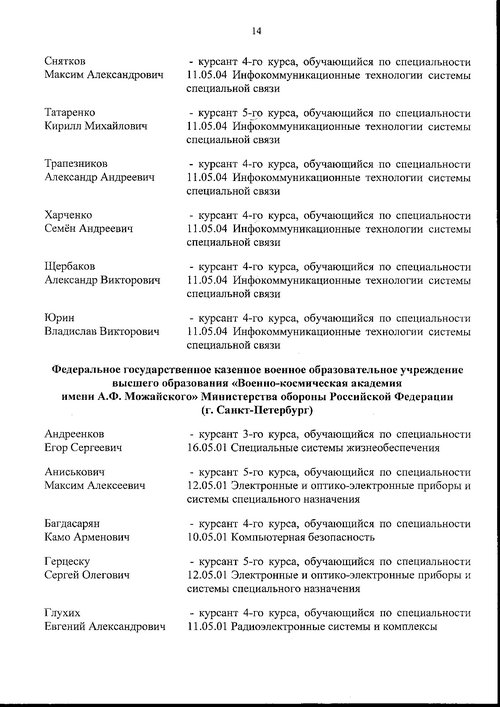 14
Снятков - курсант 4-го курса, обучающийся по специальности
Максим Александрович 11.05.04 Инфокоммуникационные технологии системы
специальной связи
Татаренко - курсант 5-го курса, обучающийся по специальности
Кирилл Михайлович 11.05.04 Инфокоммуникационные технологии системы
специальной связи
Трапезников - курсант 4-го курса, обучающийся по специальности
Александр Андреевич 11.05.04 Инфокоммуникационные технологии системы
специальной связи
Харченко - курсант 4-го курса, обучающийся по специальности
Семён Андреевич 11.05.04 Инфокоммуникационные технологии системы
специальной связи
Щербаков - курсант 4-го курса, обучающийся по специальности
Александр Викторович 11.05.04 Инфокоммуникационные технологии системы
специальной связи
Юрин - курсант 4-го курса, обучающийся по специальности
Владислав Викторович 11.05.04 Инфокоммуникационные технологии системы
специальной связи
Федеральное государственное казенное военное образовательное учреждение
высшего образования «Военно-космическая академия
имени А.Ф. Можайского» Министерства обороны Российской Федерации
(г. Санкт-Петербург)
Андреенков - курсант 3-го курса, обучающийся по специальности
Егор Сергеевич 16.05.01 Специальные системы жизнеобеспечения
Аниськович - курсант 5-го курса, обучающийся по специальности
Максим Алексеевич 12.05.01 Электронные и оптико-электронные приборы и
системы специального назначения
Багдасарян - курсант 4-го курса, обучающийся по специальности
Камо Арменович 10.05.01 Компьютерная безопасность
Герцеску - курсант 5-го курса, обучающийся по специальности
Сергей Олегович 12.05.01 Электронные и оптико-электронные приборы и
системы специального назначения
Глухих - курсант 4-го курса, обучающийся по специальности
Евгений Александрович 11.05.01 Радиоэлектронные системы и комплексы